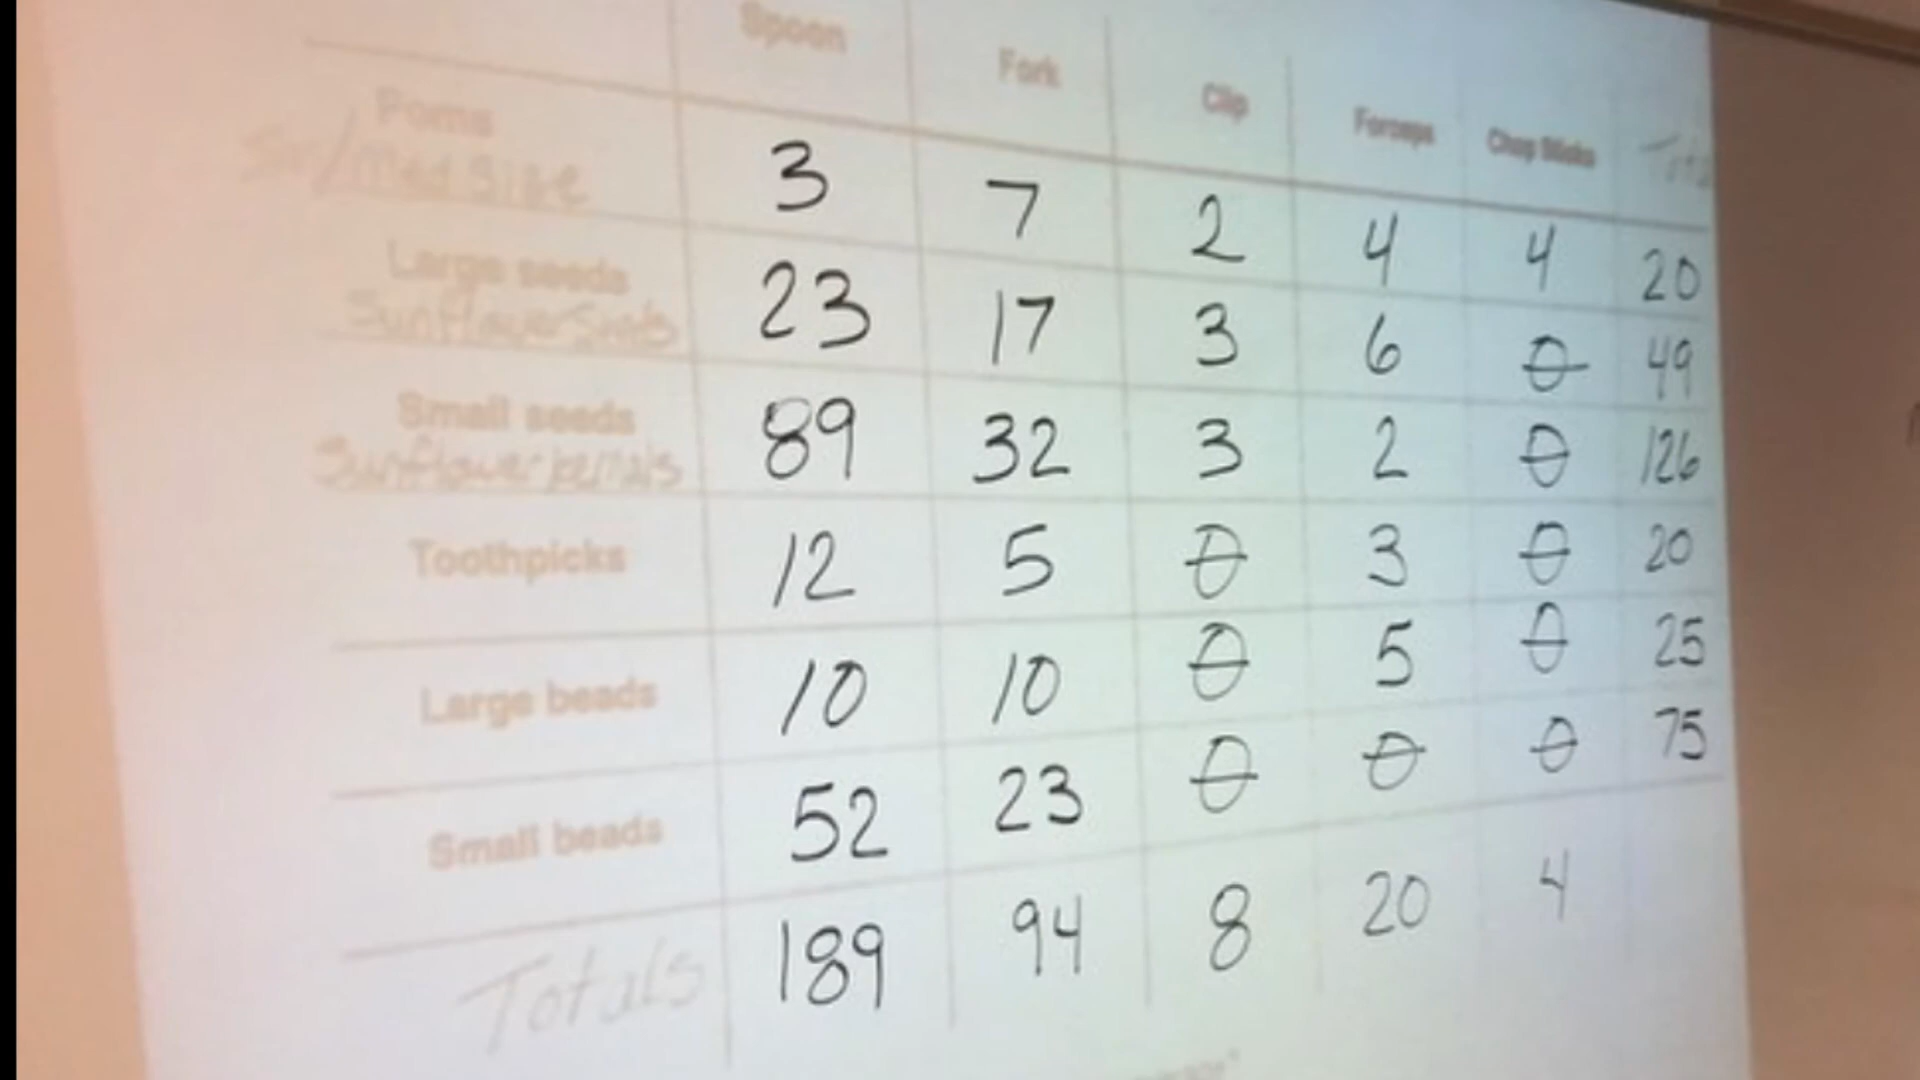 Spoon Fork Clip Forceps Chop Sticks Total
Poms 3 7 2 4 4 20
Sm/med Size
Large seeds 23 17 3 6 0 49
Sunflower Seeds
Small seeds 89 32 3 2 0 126
Sunflower kernals
Toothpicks 12 5 0 3 0 20
Large beads 10 10 0 5 0 25
Small beads 52 23 0 0 0 75
Totals 189 94 8 20 4